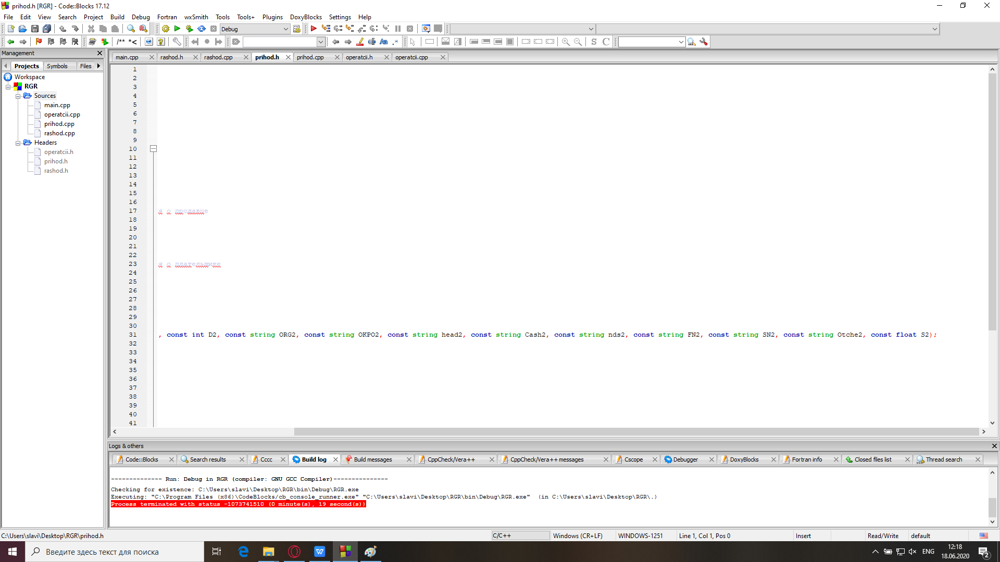 prihod.h [RGR] - Code::Blocks 17.12
File Edit View Search Project Build Debug Fortran wxSmith Tools Tools+ Plugins DoxyBlocks Settings Help
Debug
/** *<
Management
main.cpp rashod.h rashod.cpp prihod.h prihod.cpp operatcii.h operatcii.cpp
Projects Symbols Files
Workspace
RGR
Sources
main.cpp
operatcii.cpp
prihod.cpp
rashod.cpp
Headers
operatcii.h
prihod.h
rashod.h
1
2
3
4
5
6
7
8
9
10
11
12
13
14
15
16
17 я о продавце
18
19
20
21
22
23 я о плательщике
24
25
26
27
28
29
30
31 , const int D2, const string ORG2, const string OKPO2, const string head2, const string Cash2, const string nds2, const string FN2, const string SN2, const string Otche2, const float S2);
32
33
34
35
36
37
38
39
40
41
Logs & others
Code::Blocks Search results Cccc Build log Build messages CppCheck/Vera++ CppCheck/Vera++ messages Cscope Debugger DoxyBlocks Fortran info Closed files list Thread search
-------------- Run: Debug in RGR (compiler: GNU GCC Compiler)---------------
Checking for existence: C:\Users\slavi\Desktop\RGR\bin\Debug\RGR.exe
Executing: "C:\Program Files (x86)\CodeBlocks/cb_console_runner.exe" "C:\Users\slavi\Desktop\RGR\bin\Debug\RGR.exe"  (in C:\Users\slavi\Desktop\RGR\.)
Process terminated with status -1073741510 (0 minute(s), 19 second(s))
C:\Users\slavi\Desktop\RGR\prihod.h C/C++ Windows (CR+LF) WINDOWS-1251 Line 1, Col 1, Pos 0 Insert Read/Write default
Введите здесь текст для поиска
ENG 12:18
18.06.2020 2